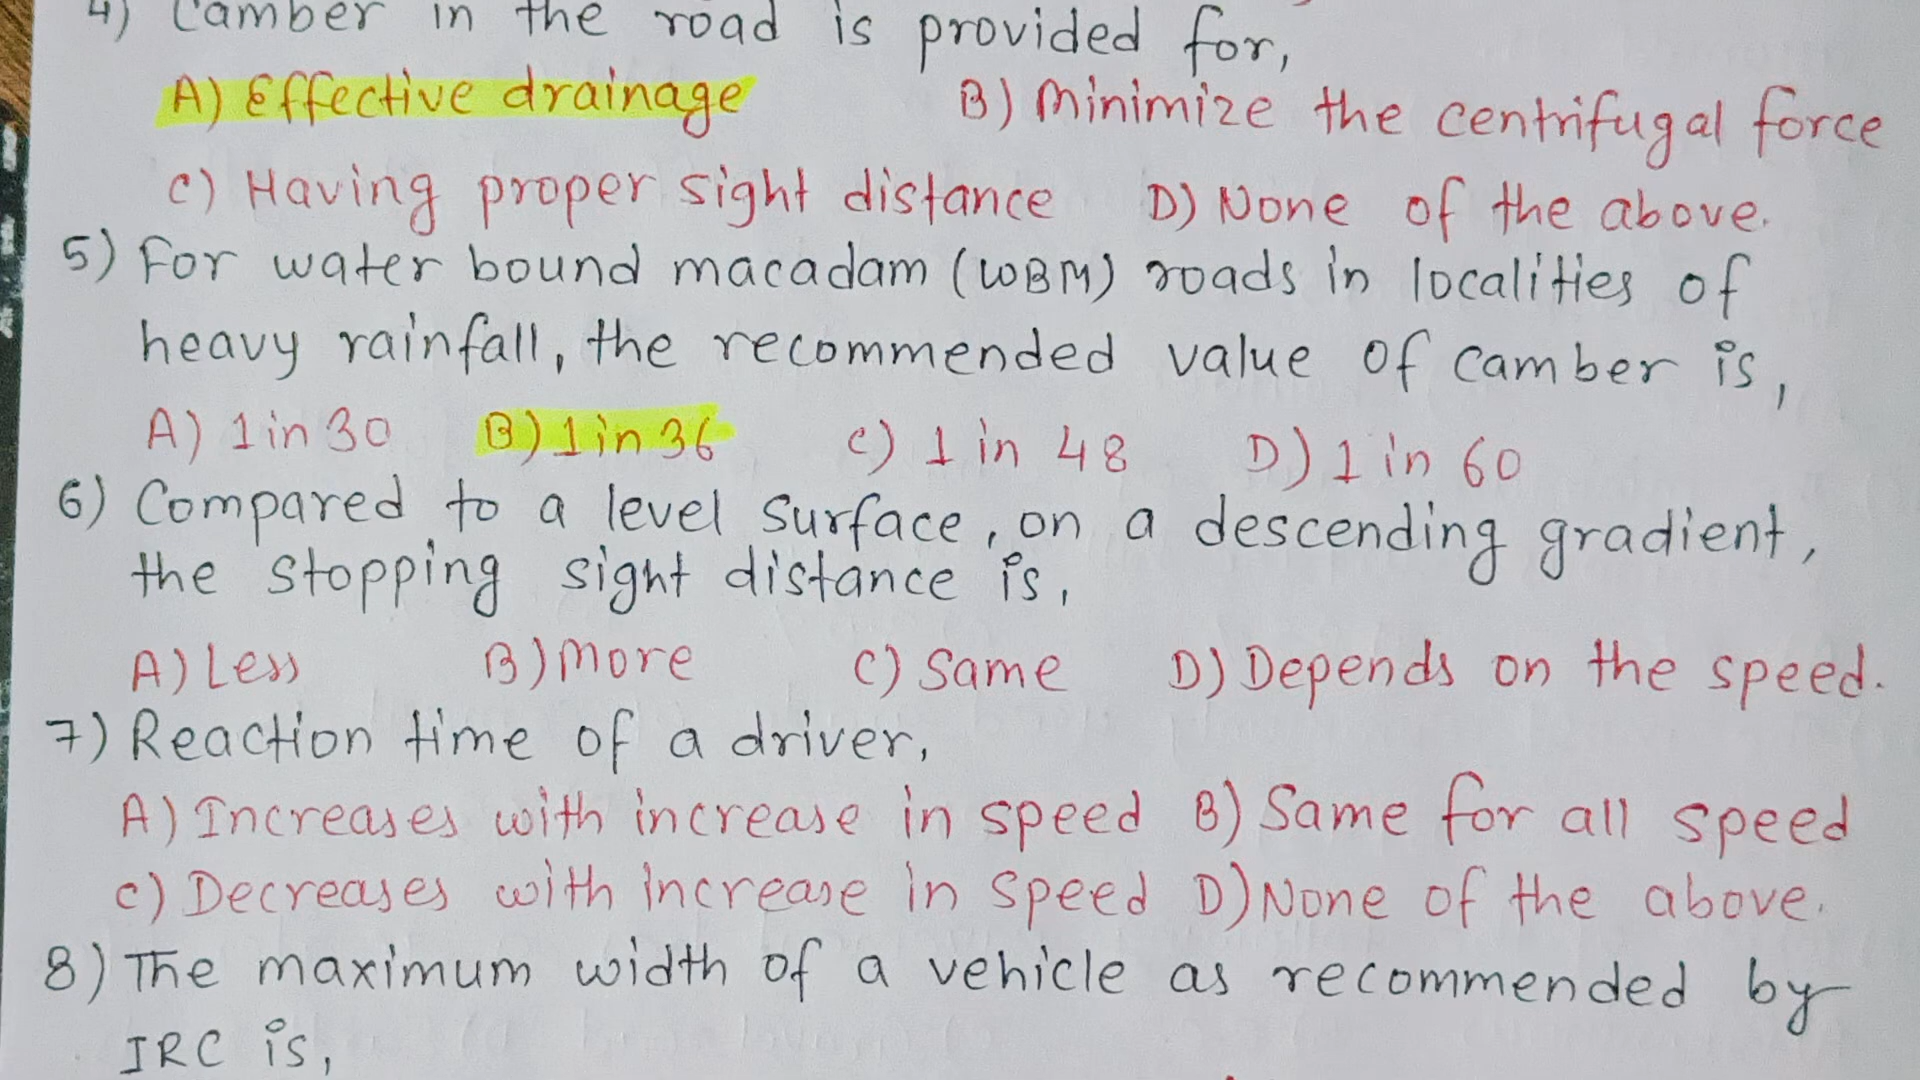 4) Camber in the road is provided for,
A) Effective drainage B) Minimize the centrifugal force
C) Having proper sight distance D) None of the above.
5) For water bound macadam (WBM) roads in localities of
heavy rainfall, the recommended value of camber is,
A) 1 in 30 B) 1 in 36 C) 1 in 48 D) 1 in 60
6) Compared to a level surface, on a descending gradient,
the stopping sight distance is,
A) Less B) More C) Same D) Depends on the speed.
7) Reaction time of a driver,
A) Increases with increase in speed B) Same for all speed
C) Decreases with increase in speed D) None of the above.
8) The maximum width of a vehicle as recommended by
IRC is,